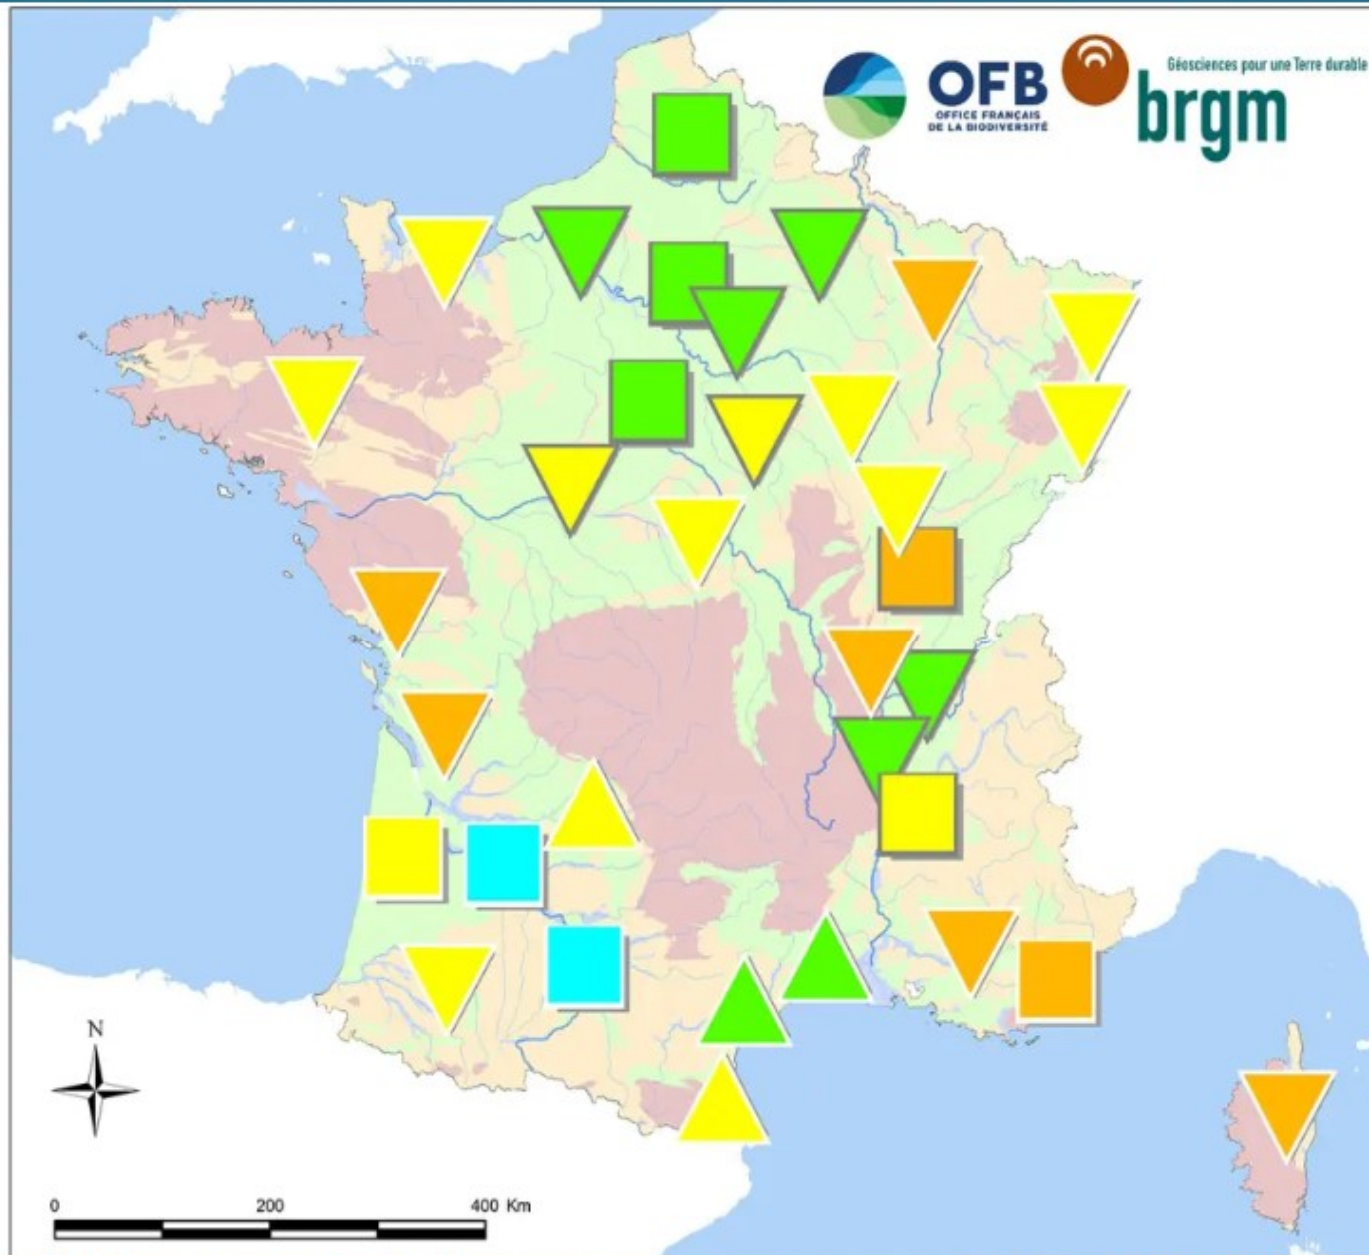 OFB
OFFICE FRANÇAIS
DE LA BIODIVERSITÉ
Géosciences pour une Terre durable
brgm
N
0 200 400 Km